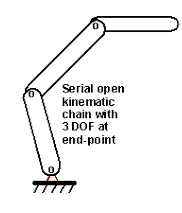 Serial open
kinematic
chain with
3 DOF at
end-point